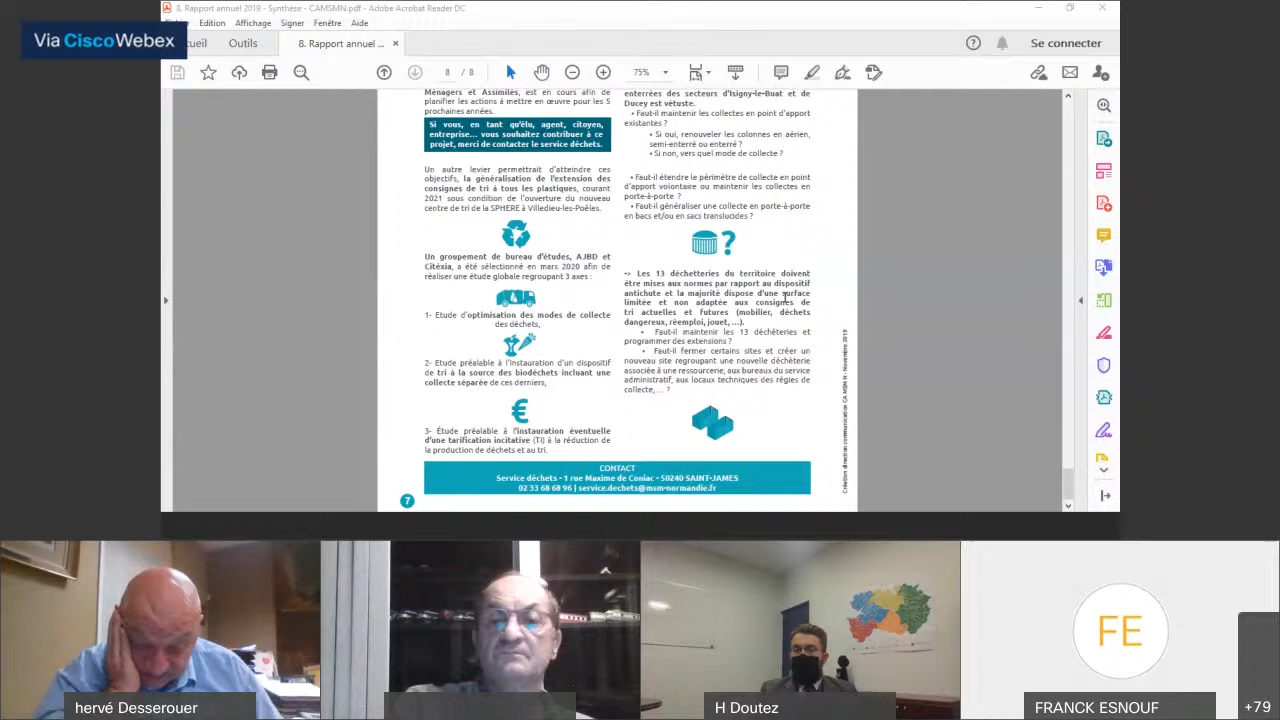 8. Rapport annuel 2019 - Synthèse - CAMSMN.pdf - Adobe Acrobat Reader DC
Edition Affichage Signer Fenêtre Aide
Via Cisco Webex
Outils
8. Rapport annuel ... ×
Se connecter
8 / 8
75%
Ménagers et Assimilés, est en cours afin de
planifier les actions à mettre en œuvre pour les 5
prochaines années.
Si vous, en tant qu'élu, agent, citoyen,
entreprise... vous souhaitez contribuer à ce
projet, merci de contacter le service déchets.
Un autre levier permettrait d'atteindre ces
objectifs, la généralisation de l'extension des
consignes de tri à tous les plastiques, courant
2021 sous condition de l'ouverture du nouveau
centre de tri de la SPHERE à Villedieu-les-Poêles.
Un groupement de bureau d'études, AJBD et
Citéxia, a été sélectionné en mars 2020 afin de
réaliser une étude globale regroupant 3 axes :
1- Etude d'optimisation des modes de collecte
des déchets,
2- Etude préalable à l'instauration d'un dispositif
de tri à la source des biodéchets incluant une
collecte séparée de ces derniers,
€
3- Étude préalable à l'instauration éventuelle
d'une tarification incitative (TI) à la réduction de
la production de déchets et au tri.
enterrées des secteurs d'Isigny-le-Buat et de
Ducey est vétuste.
• Faut-il maintenir les collectes en point d'apport
existantes ?
• Si oui, renouveler les colonnes en aérien,
semi-enterré ou enterré ?
• Si non, vers quel mode de collecte ?
• Faut-il étendre le périmètre de collecte en point
d'apport volontaire ou maintenir les collectes en
porte-à-porte ?
• Faut-il généraliser une collecte en porte-à-porte
en bacs et/ou en sacs translucides ?
?
-> Les 13 déchetteries du territoire doivent
être mises aux normes par rapport au dispositif
antichute et la majorité dispose d'une surface
limitée et non adaptée aux consignes de
tri actuelles et futures (mobilier, déchets
dangereux, réemploi, jouet, ...).
• Faut-il maintenir les 13 déchèteries et
programmer des extensions ?
• Faut-il fermer certains sites et créer un
nouveau site regroupant une nouvelle déchèterie
associée à une ressourcerie, aux bureaux du service
administratif, aux locaux techniques des régies de
collecte, ... ?
Création direction communication CA MSMN - Novembre 2019
CONTACT
Service déchets - 1 rue Maxime de Coniac - 50240 SAINT-JAMES
02 33 68 68 96 | service.dechets@msm-normandie.fr
7
hervé Desserouer
H Doutez
FE
FRANCK ESNOUF
+79